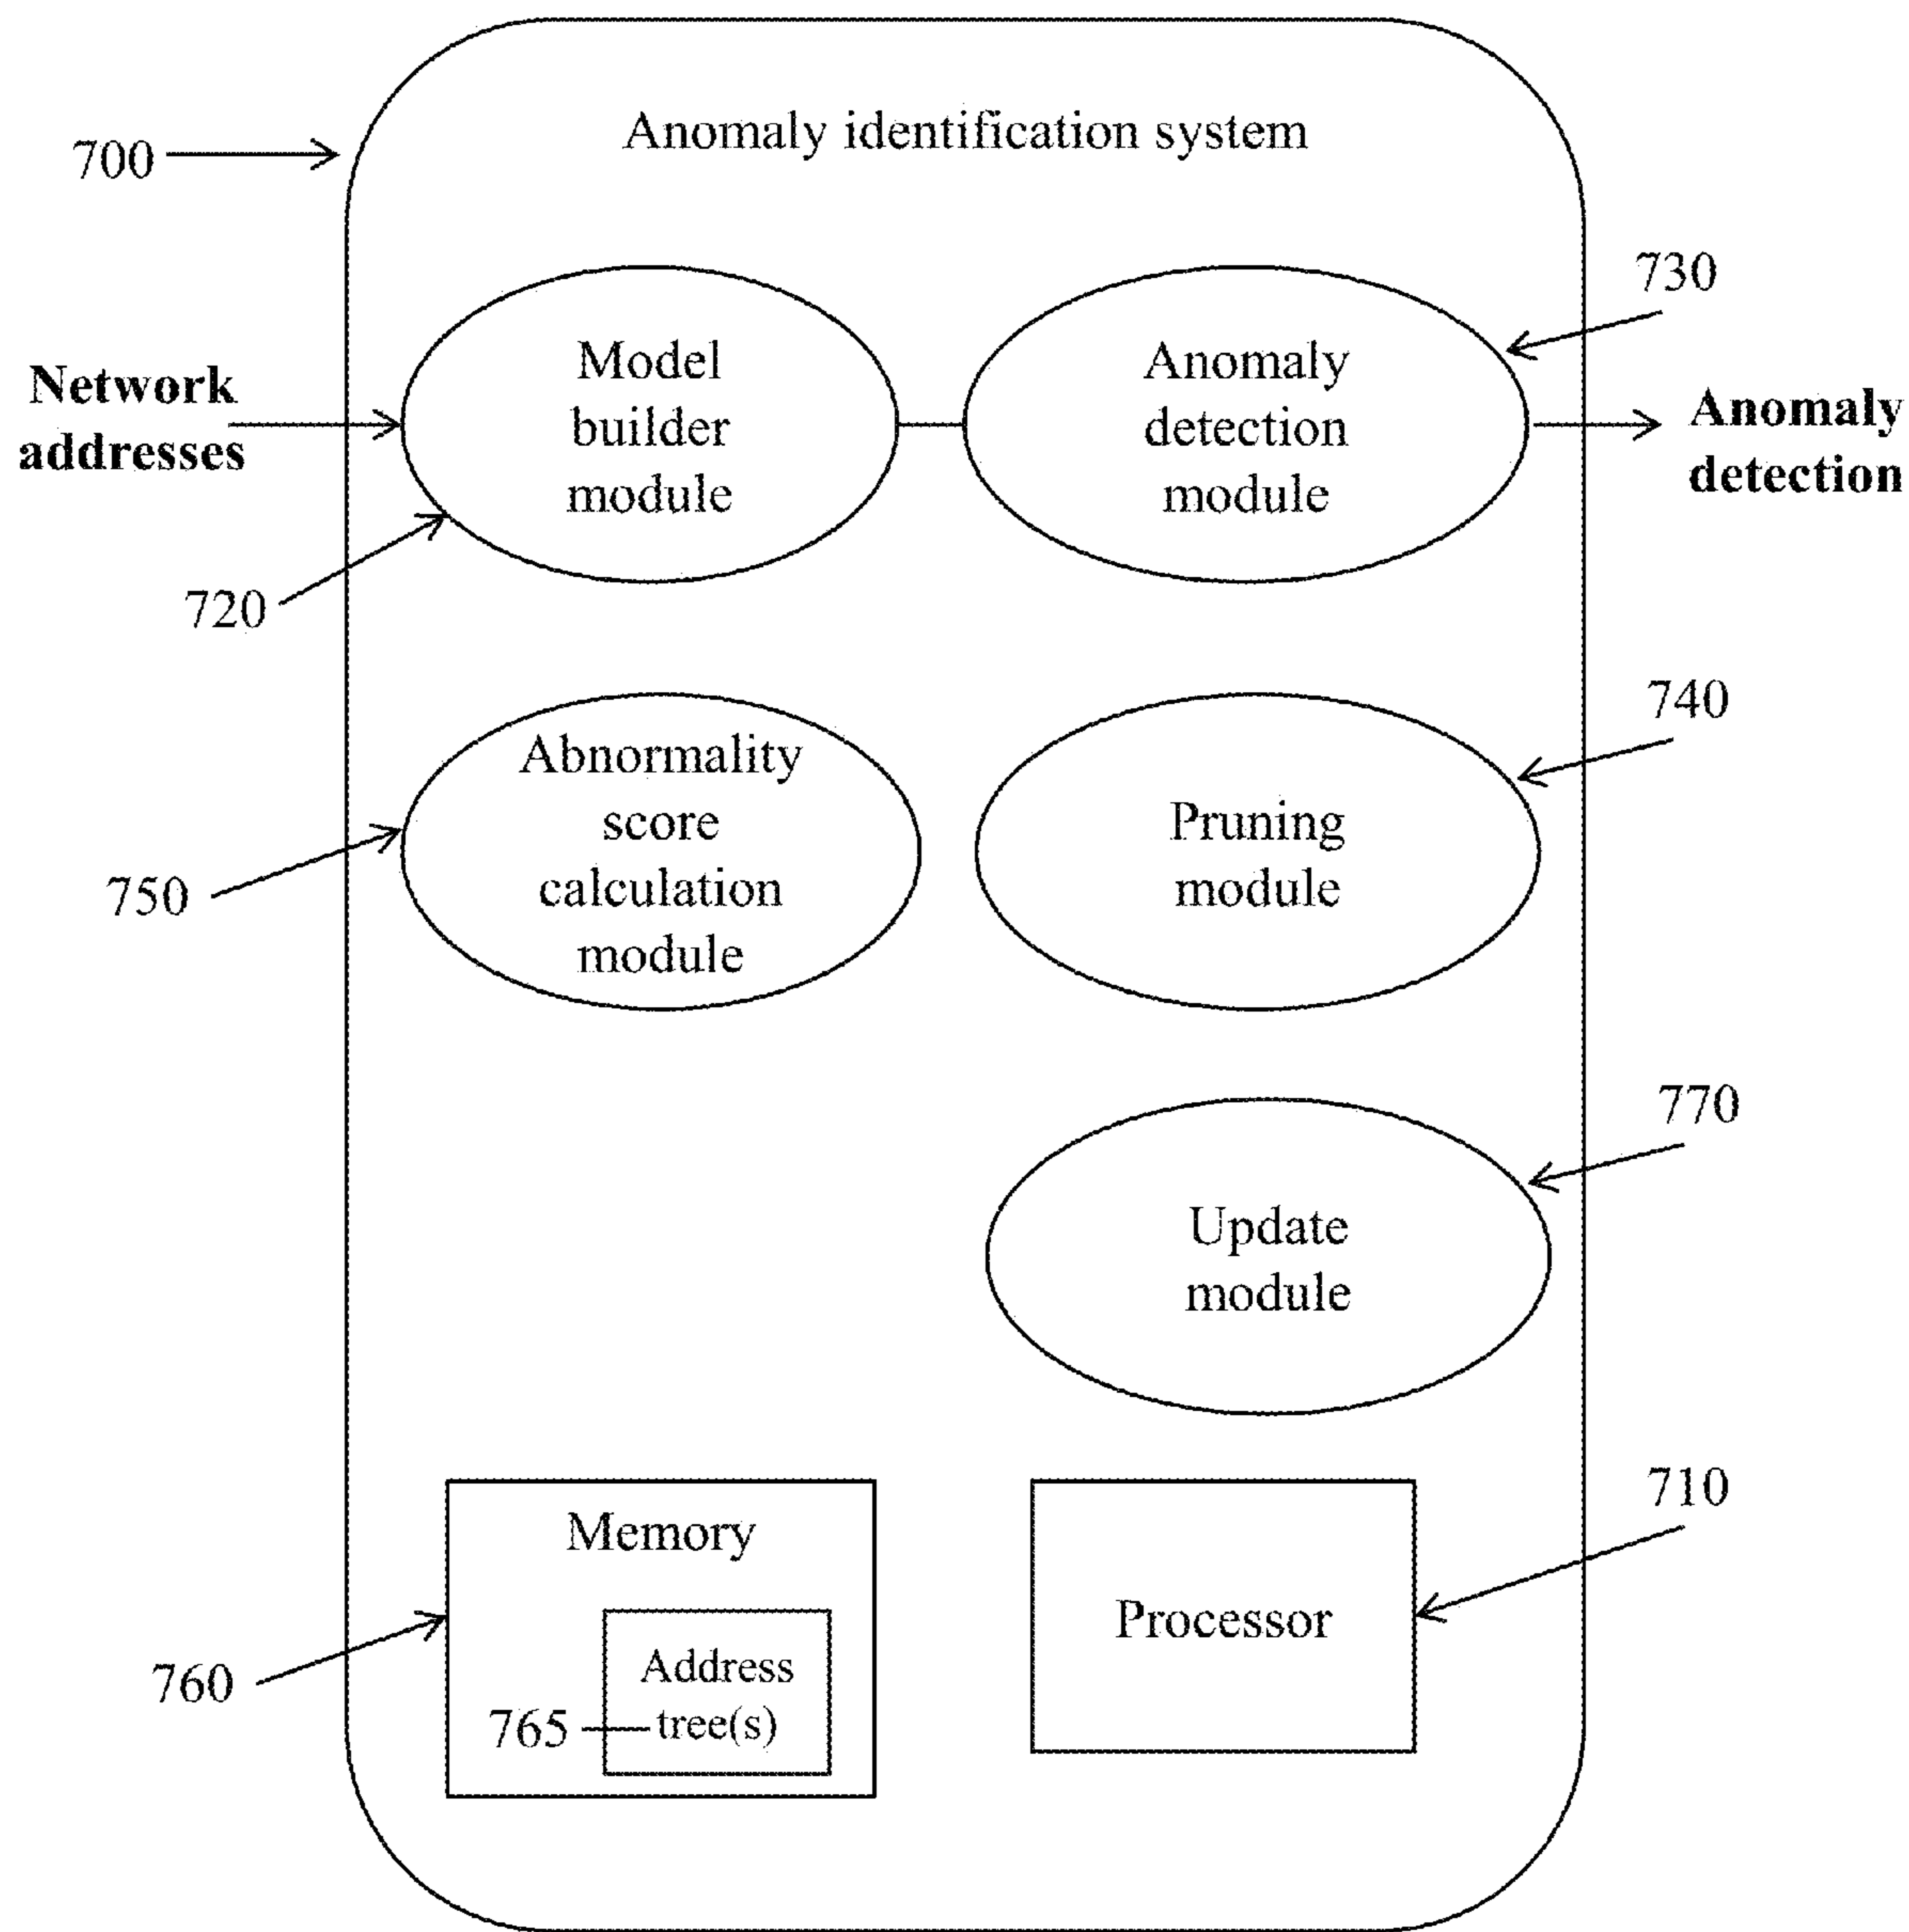 Anomaly identification system
700
730
Network
addresses
Model
builder
module
Anomaly
detection
module
Anomaly
detection
720
740
Abnormality
score
calculation
module
Pruning
module
750
770
Update
module
710
Memory
Processor
760
Address
tree(s)
765